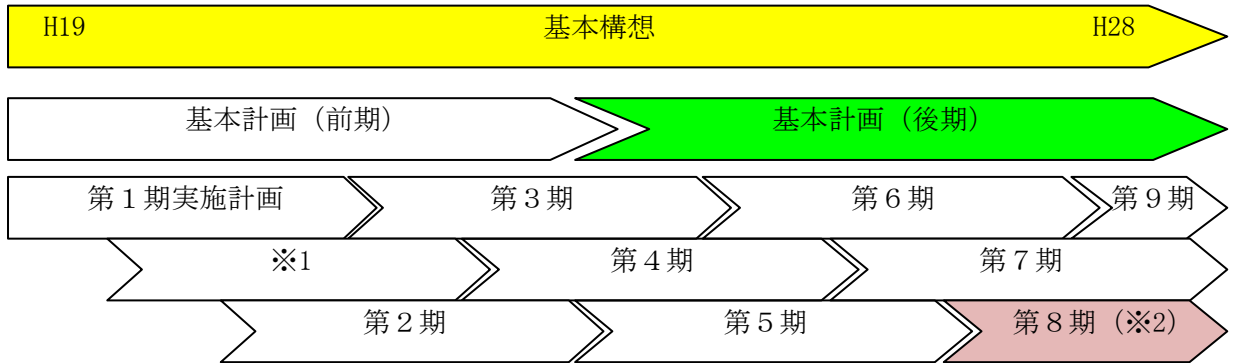 H19 基本構想 H28
基本計画（前期） 基本計画（後期）
第１期実施計画 第３期 第６期 第９期
※1 第４期 第７期
第２期 第５期 第８期（※2）